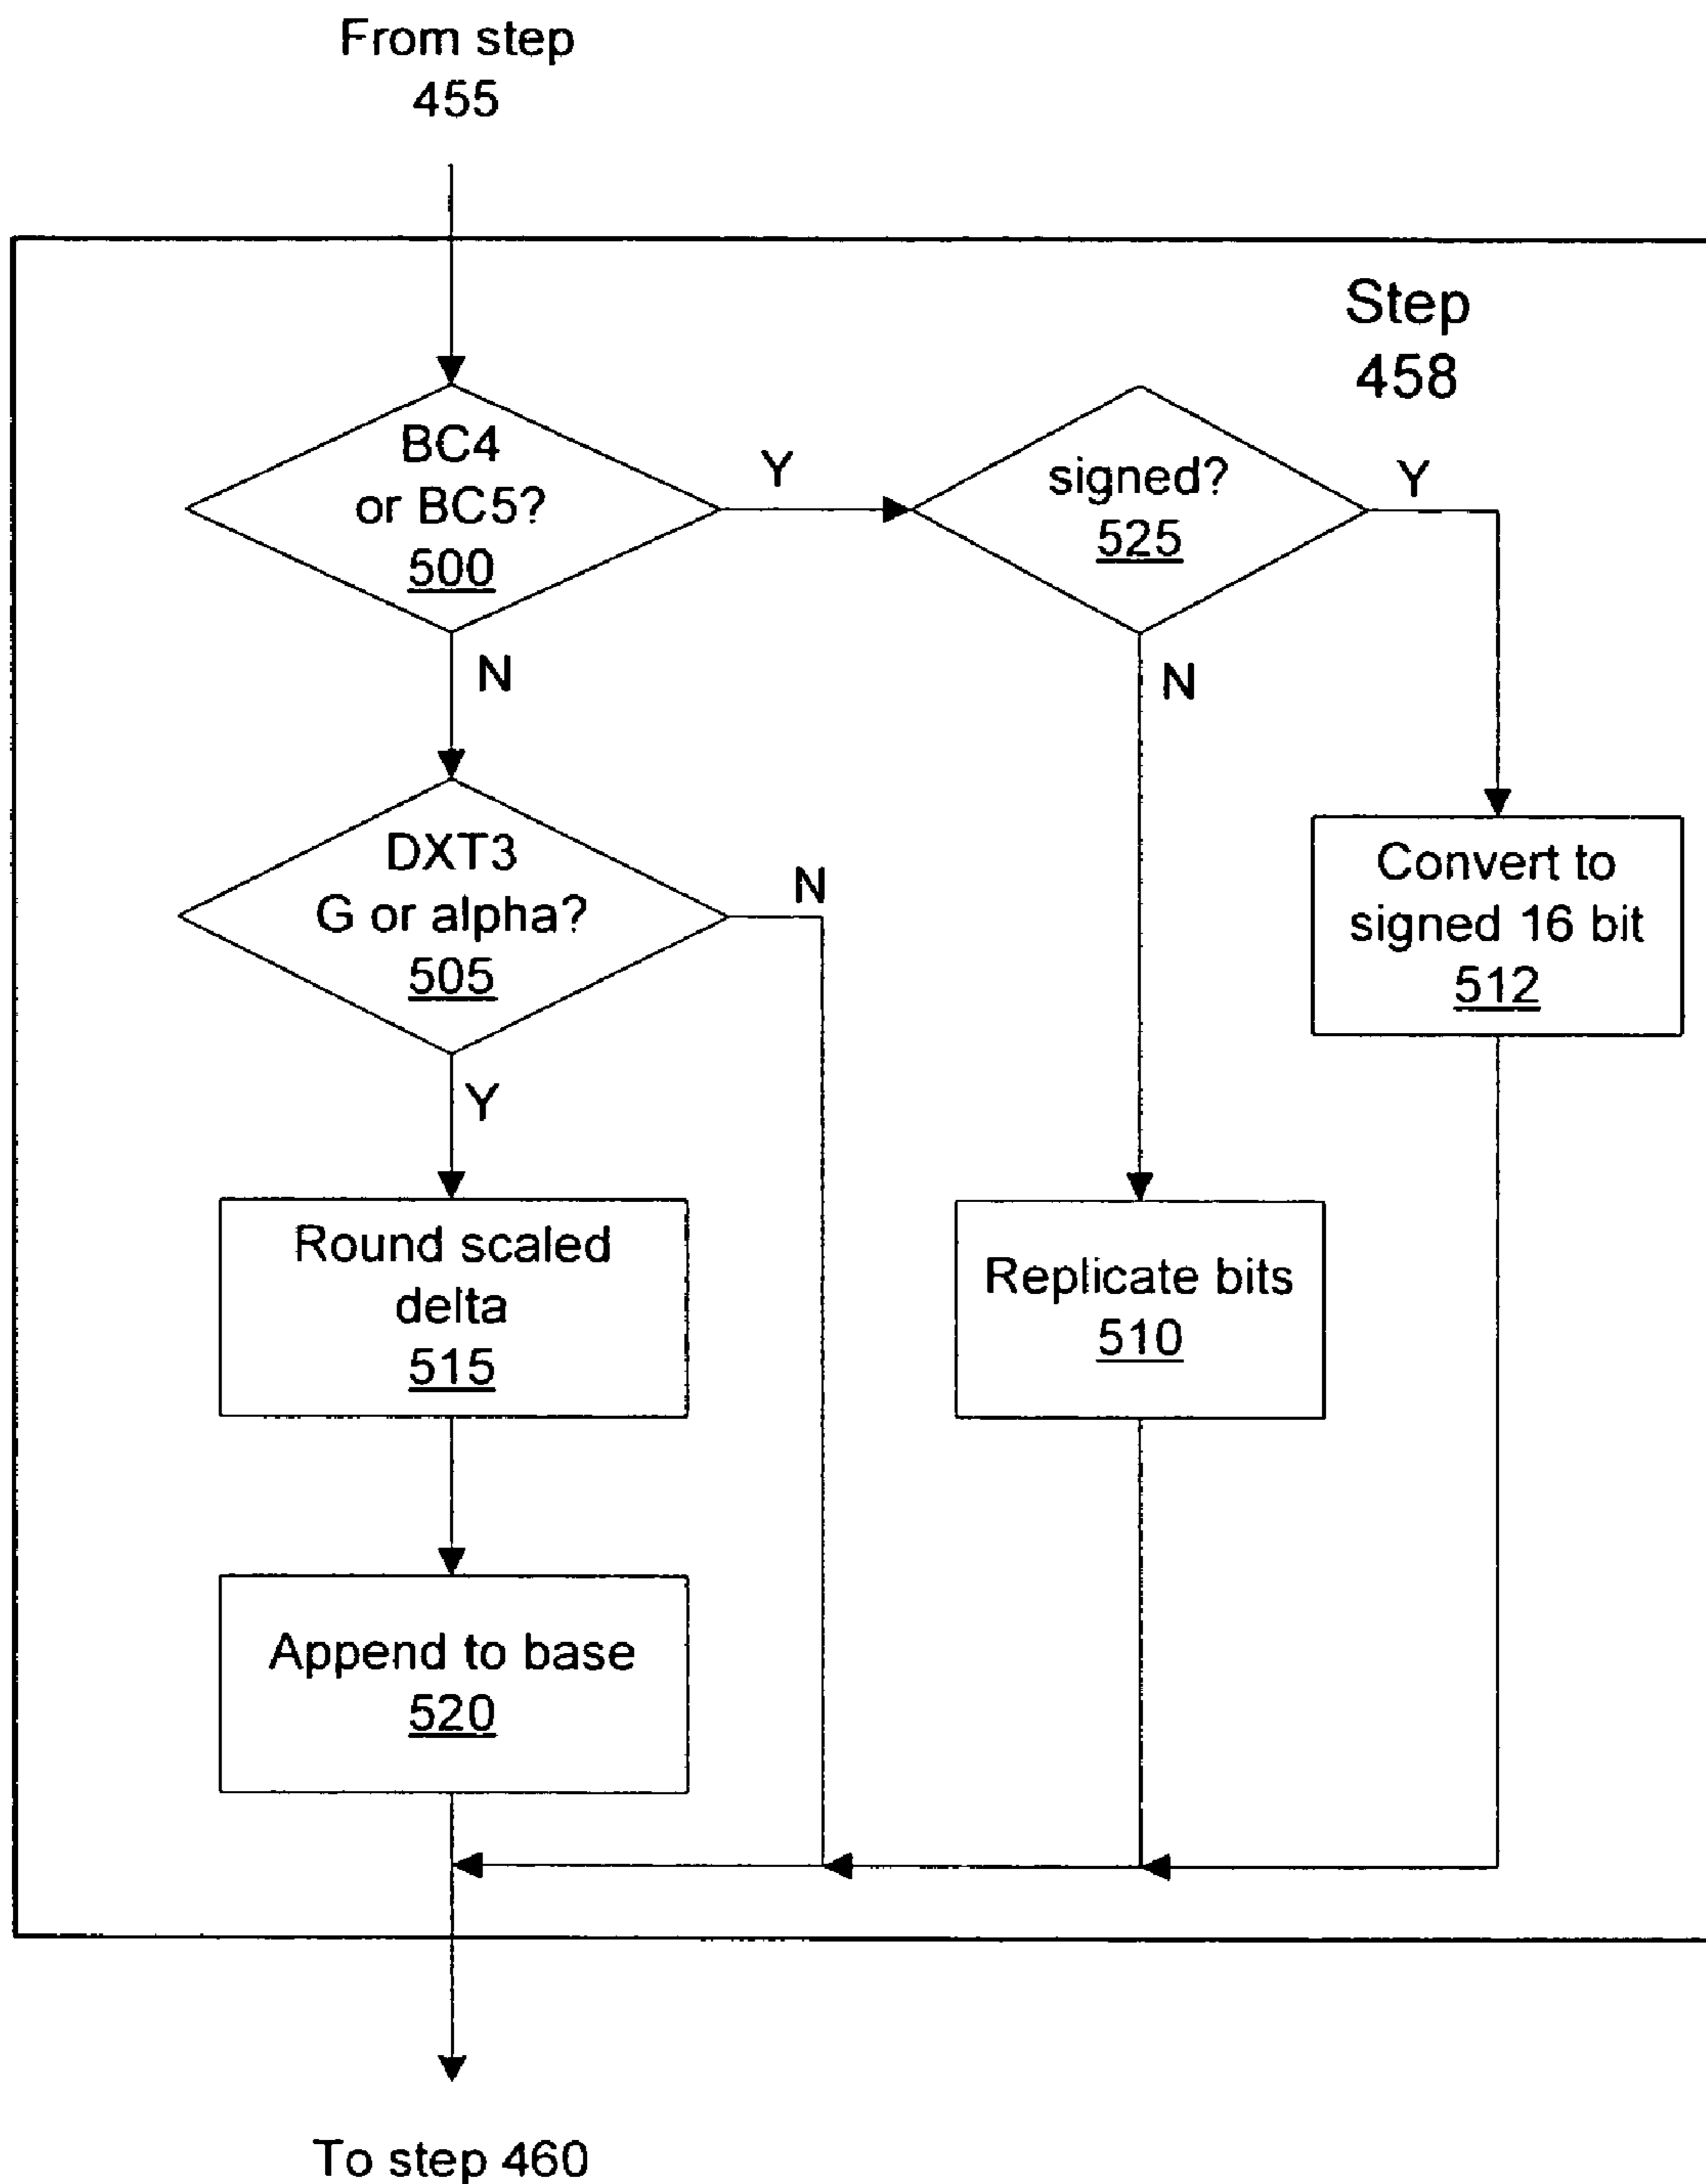 From step
455
Step
458
BC4
or BC5?
500
Y
signed?
525
Y
N
N
DXT3
G or alpha?
505
N
Convert to
signed 16 bit
512
Y
Round scaled
delta
515
Replicate bits
510
Append to base
520
To step 460